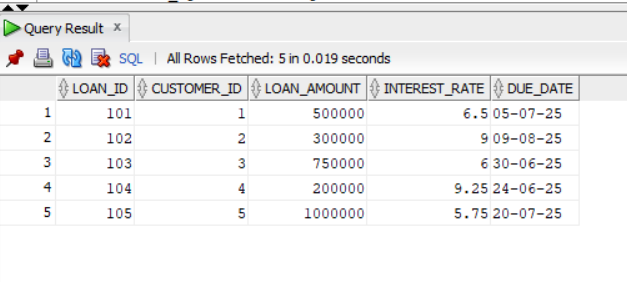 Query Result x
SQL | All Rows Fetched: 5 in 0.019 seconds
LOAN_ID CUSTOMER_ID LOAN_AMOUNT INTEREST_RATE DUE_DATE
1 101 1 500000 6.5 05-07-25
2 102 2 300000 9 09-08-25
3 103 3 750000 6 30-06-25
4 104 4 200000 9.25 24-06-25
5 105 5 1000000 5.75 20-07-25